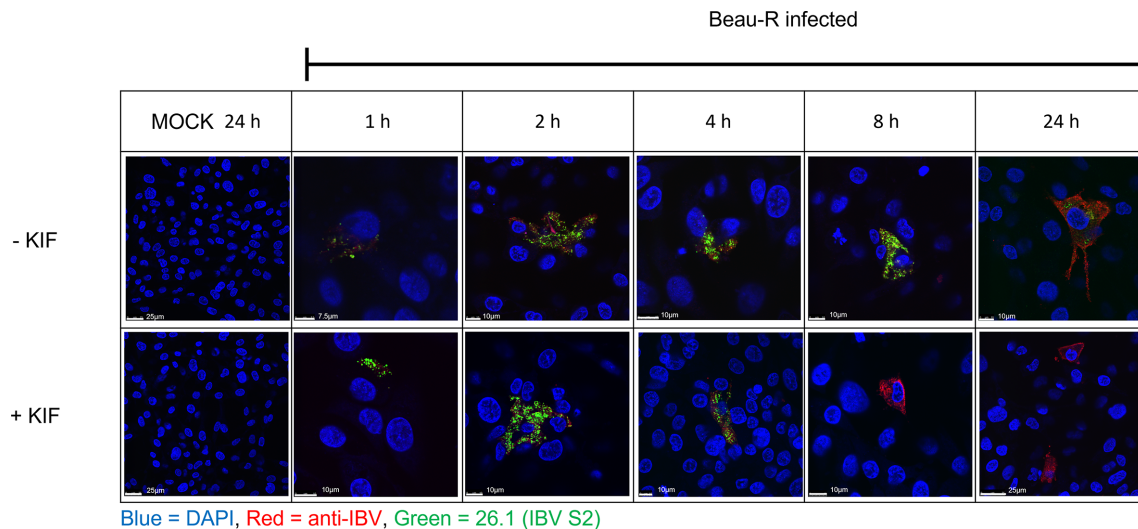 Beau-R infected
MOCK 24 h 1 h 2 h 4 h 8 h 24 h
- KIF
25µm 7.5µm 10µm 10µm 10µm 10µm
+ KIF
25µm 10µm 10µm 10µm 10µm 25µm
Blue = DAPI, Red = anti-IBV, Green = 26.1 (IBV S2)